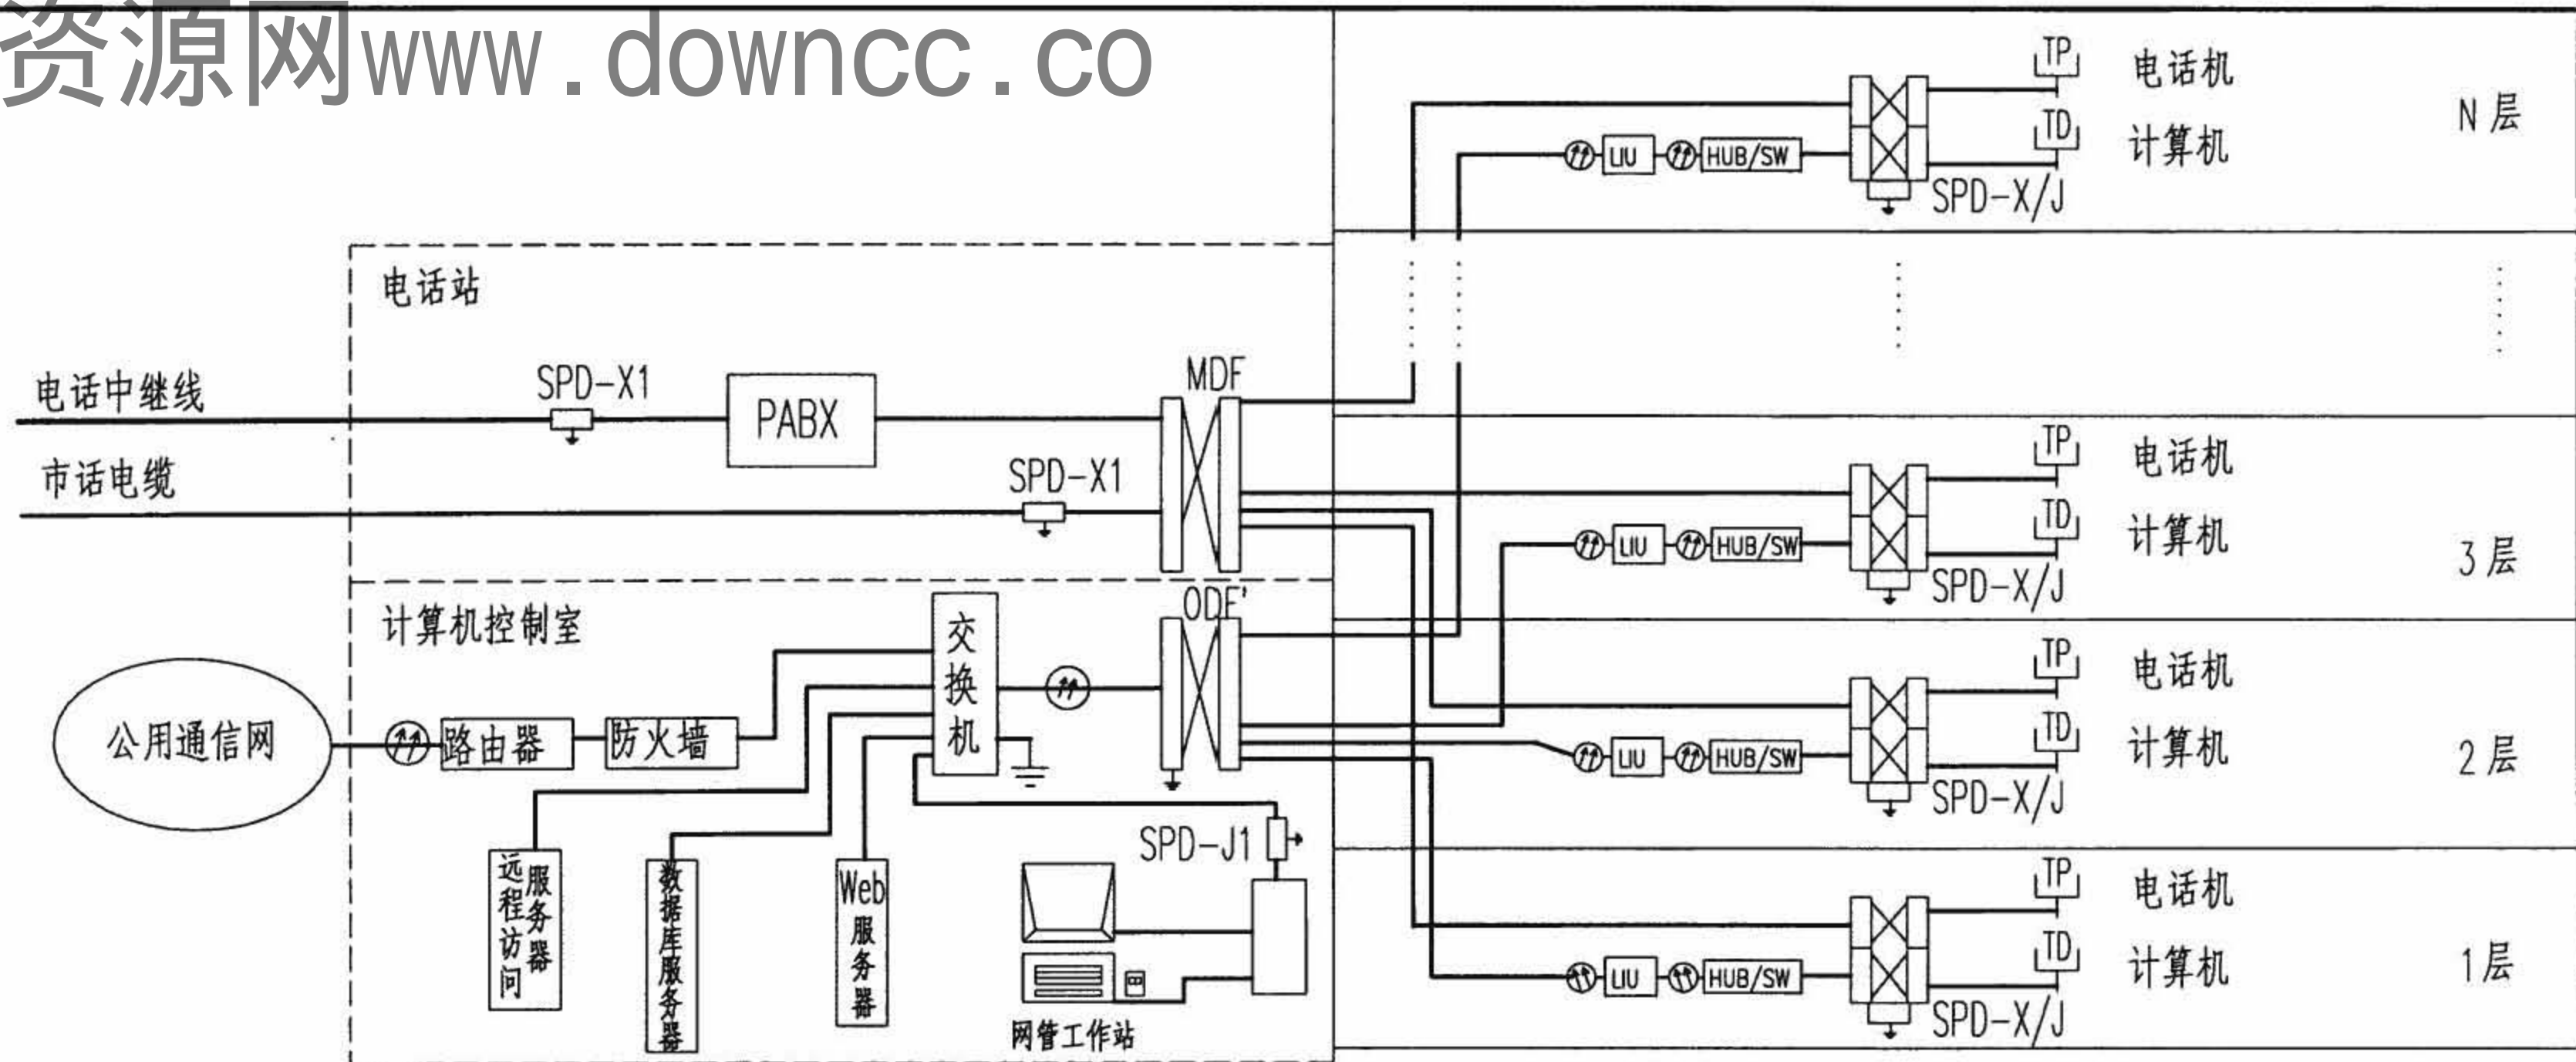 资源网www.downcc.co
TP 电话机
TD 计算机
N 层
LIU HUB/SW
SPD-X/J
电话站
电话中继线
SPD-X1
PABX
MDF
市话电缆
SPD-X1
TP 电话机
TD 计算机
3 层
LIU HUB/SW
SPD-X/J
计算机控制室
交换机
ODF'
公用通信网
路由器
防火墙
TP 电话机
TD 计算机
2 层
LIU HUB/SW
SPD-X/J
SPD-J1
远程访问
服务器
数据库服务器
Web
服务器
网管工作站
TP 电话机
TD 计算机
1 层
LIU HUB/SW
SPD-X/J